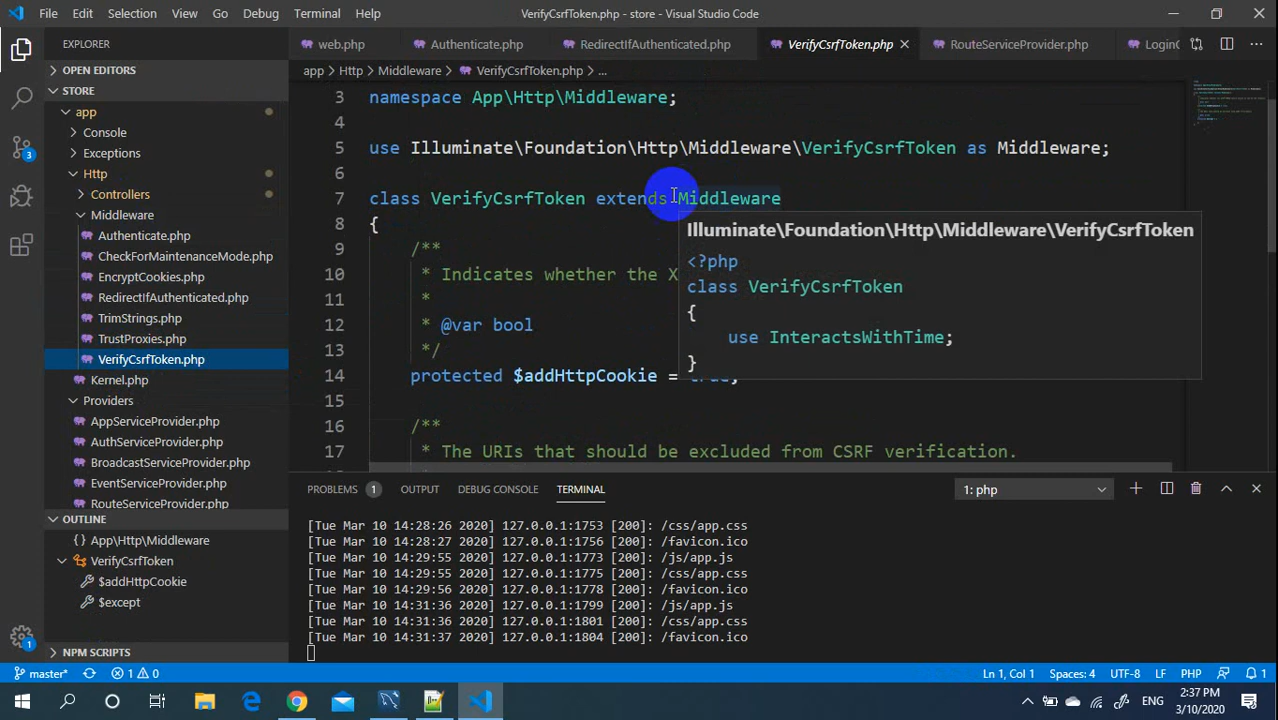 File Edit Selection View Go Debug Terminal Help VerifyCsrfToken.php - store - Visual Studio Code
EXPLORER
OPEN EDITORS
STORE
app
Console
Exceptions
Http
Controllers
Middleware
Authenticate.php
CheckForMaintenanceMode.php
EncryptCookies.php
RedirectIfAuthenticated.php
TrimStrings.php
TrustProxies.php
VerifyCsrfToken.php
Kernel.php
Providers
AppServiceProvider.php
AuthServiceProvider.php
BroadcastServiceProvider.php
EventServiceProvider.php
RouteServiceProvider.php
OUTLINE
{ } App\Http\Middleware
VerifyCsrfToken
$addHttpCookie
$except
NPM SCRIPTS
3
1
web.php Authenticate.php RedirectIfAuthenticated.php VerifyCsrfToken.php RouteServiceProvider.php Login
app > Http > Middleware > VerifyCsrfToken.php > ...
3 namespace App\Http\Middleware;
4
5 use Illuminate\Foundation\Http\Middleware\VerifyCsrfToken as Middleware;
6
7 class VerifyCsrfToken extends Middleware
8 {
9 /**
10 * Indicates whether the X
11 *
12 * @var bool
13 */
14 protected $addHttpCookie = true;
15
16 /**
17 * The URIs that should be excluded from CSRF verification.
Illuminate\Foundation\Http\Middleware\VerifyCsrfToken
<?php
class VerifyCsrfToken
{
use InteractsWithTime;
}
PROBLEMS 1 OUTPUT DEBUG CONSOLE TERMINAL 1: php
[Tue Mar 10 14:28:26 2020] 127.0.0.1:1753 [200]: /css/app.css
[Tue Mar 10 14:28:27 2020] 127.0.0.1:1756 [200]: /favicon.ico
[Tue Mar 10 14:29:55 2020] 127.0.0.1:1773 [200]: /js/app.js
[Tue Mar 10 14:29:55 2020] 127.0.0.1:1775 [200]: /css/app.css
[Tue Mar 10 14:29:56 2020] 127.0.0.1:1778 [200]: /favicon.ico
[Tue Mar 10 14:31:36 2020] 127.0.0.1:1799 [200]: /js/app.js
[Tue Mar 10 14:31:36 2020] 127.0.0.1:1801 [200]: /css/app.css
[Tue Mar 10 14:31:37 2020] 127.0.0.1:1804 [200]: /favicon.ico
master* 1 0 Ln 1, Col 1 Spaces: 4 UTF-8 LF PHP 1
ENG 2:37 PM
3/10/2020